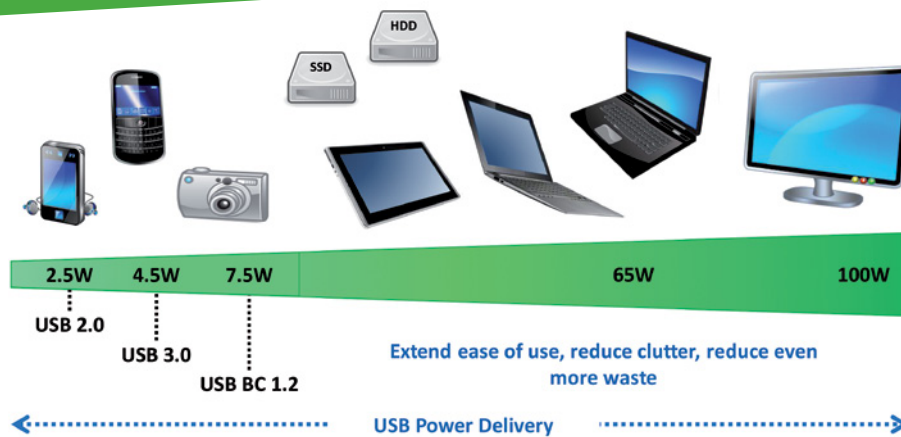 HDD
SSD
2.5W 4.5W 7.5W 65W 100W
USB 2.0
USB 3.0
USB BC 1.2
Extend ease of use, reduce clutter, reduce even
more waste
USB Power Delivery